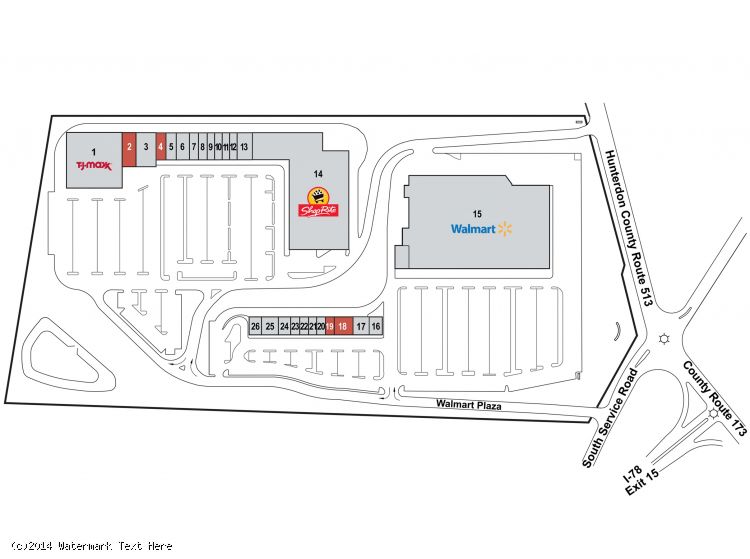 1
T·J·maxx
2
3
4
5
6
7
8
9
10
11
12
13
14
ShopRite
15
Walmart
26
25
24
23
22
21
20
19
18
17
16
Hunterdon County Route 513
County Route 173
South Service Road
Walmart Plaza
I-78
Exit 15
(c)2014 Watermark Text Here